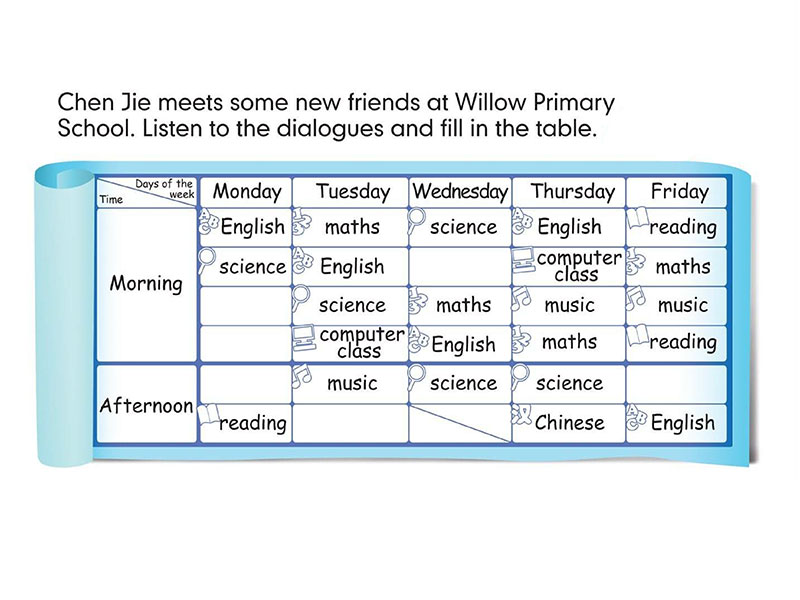 Chen Jie meets some new friends at Willow Primary
School. Listen to the dialogues and fill in the table.
Days of the
week
Time
Monday Tuesday Wednesday Thursday Friday
Morning
English maths science English reading
science English computer class maths
science maths music music
computer class English maths reading
Afternoon
music science science
reading Chinese English